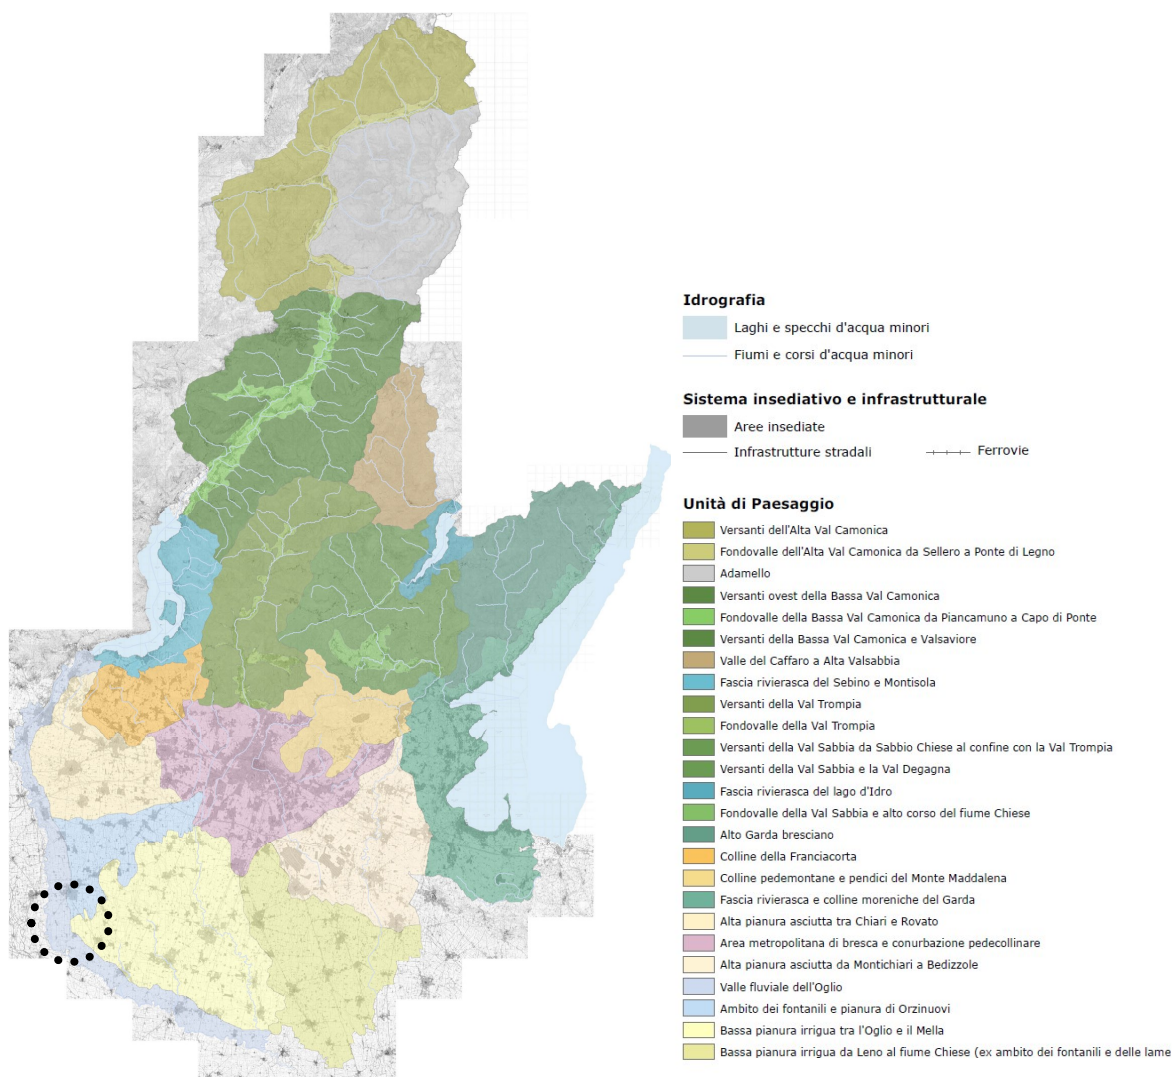 Idrografia
Laghi e specchi d'acqua minori
Fiumi e corsi d'acqua minori
Sistema insediativo e infrastrutturale
Aree insediate
Infrastrutture stradali
Ferrovie
Unità di Paesaggio
Versanti dell'Alta Val Camonica
Fondovalle dell'Alta Val Camonica da Sellero a Ponte di Legno
Adamello
Versanti ovest della Bassa Val Camonica
Fondovalle della Bassa Val Camonica da Piancamuno a Capo di Ponte
Versanti della Bassa Val Camonica e Valsaviore
Valle del Caffaro a Alta Valsabbia
Fascia rivierasca del Sebino e Montisola
Versanti della Val Trompia
Fondovalle della Val Trompia
Versanti della Val Sabbia da Sabbio Chiese al confine con la Val Trompia
Versanti della Val Sabbia e la Val Degagna
Fascia rivierasca del lago d'Idro
Fondovalle della Val Sabbia e alto corso del fiume Chiese
Alto Garda bresciano
Colline della Franciacorta
Colline pedemontane e pendici del Monte Maddalena
Fascia rivierasca e colline moreniche del Garda
Alta pianura asciutta tra Chiari e Rovato
Area metropolitana di bresca e conurbazione pedecollinare
Alta pianura asciutta da Montichiari a Bedizzole
Valle fluviale dell'Oglio
Ambito dei fontanili e pianura di Orzinuovi
Bassa pianura irrigua tra l'Oglio e il Mella
Bassa pianura irrigua da Leno al fiume Chiese (ex ambito dei fontanili e delle lame